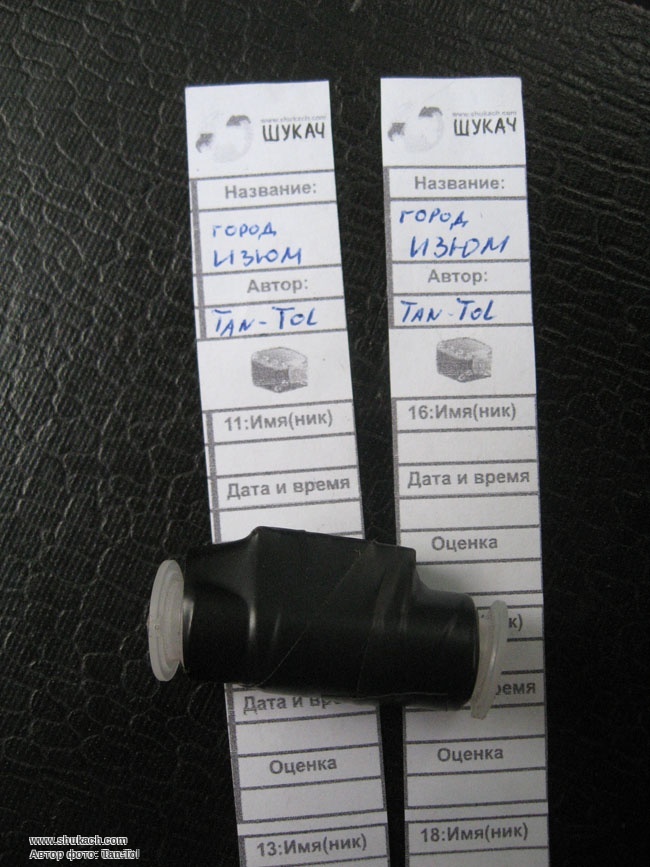 www.shukach.com
ШУКАЧ
Название:
ГОРОД
ИЗЮМ
Автор:
TAN-TOL
11:Имя(ник)
Дата и время
Дата и
Оценка
13:Имя(ник)
www.shukach.com
ШУКАЧ
Название:
ГОРОД
ИЗЮМ
Автор:
TAN-TOL
16:Имя(ник)
Дата и время
Оценка
Оценка
18:Имя(ник)
www.shukach.com
Автор фото: Tan-Tol